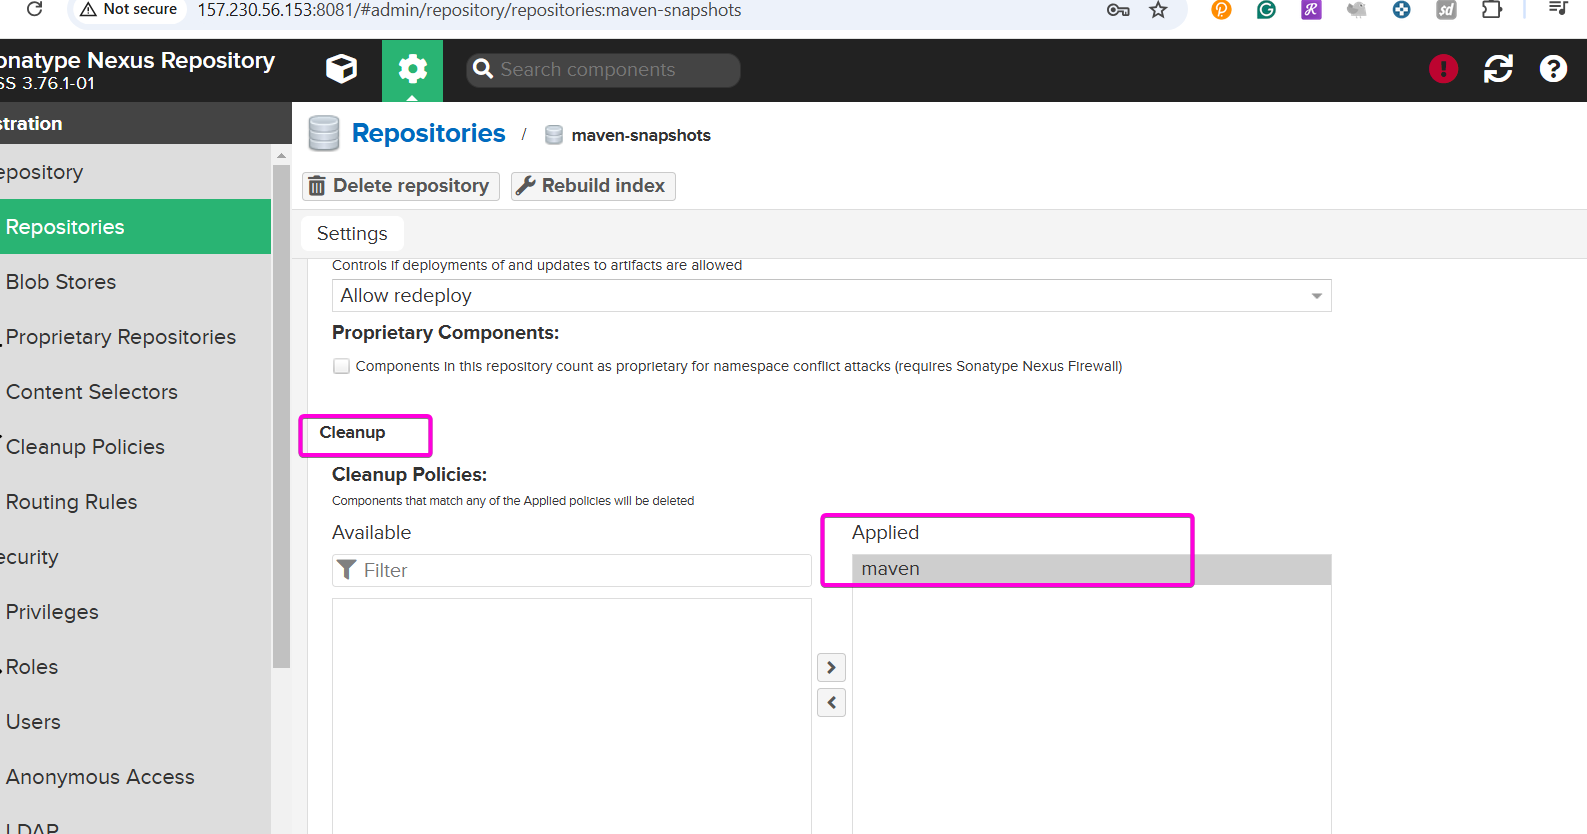 Not secure 157.230.56.153:8081/#admin/repository/repositories:maven-snapshots
onatype Nexus Repository
SS 3.76.1-01
Search components
stration
Repositories / maven-snapshots
epository
Delete repository Rebuild index
Repositories
Settings
Controls if deployments of and updates to artifacts are allowed
Blob Stores
Allow redeploy
Proprietary Repositories
Proprietary Components:
Components in this repository count as proprietary for namespace conflict attacks (requires Sonatype Nexus Firewall)
Content Selectors
Cleanup
Cleanup Policies
Cleanup Policies:
Components that match any of the Applied policies will be deleted
Routing Rules
Available Applied
ecurity
Filter maven
Privileges
Roles
Users
Anonymous Access
LDAP